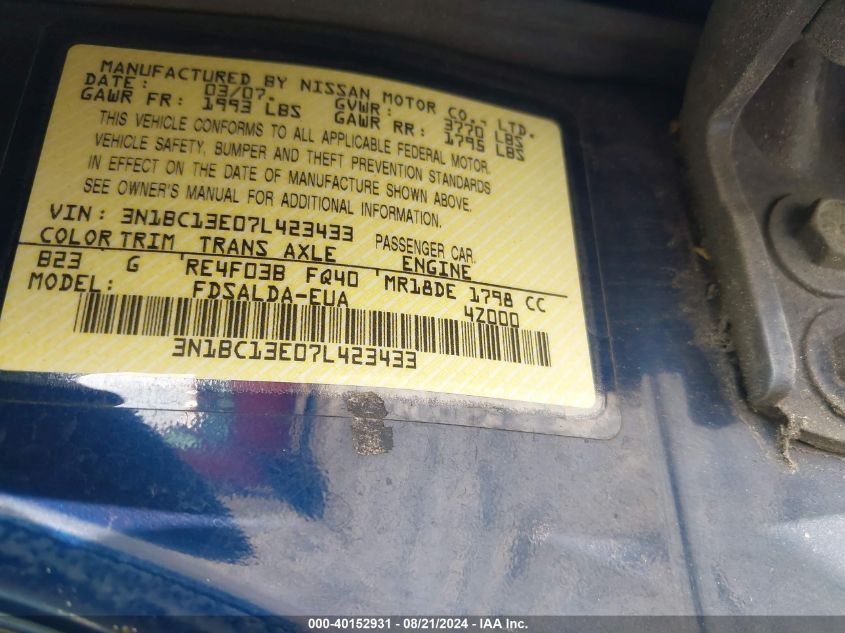 MANUFACTURED BY NISSAN MOTOR CO., LTD.
DATE: 03/07. GVWR: 3770 LBS
GAWR FR: 1993 LBS GAWR RR: 1795 LBS
THIS VEHICLE CONFORMS TO ALL APPLICABLE FEDERAL MOTOR
VEHICLE SAFETY, BUMPER AND THEFT PREVENTION STANDARDS
IN EFFECT ON THE DATE OF MANUFACTURE SHOWN ABOVE.
SEE OWNER'S MANUAL FOR ADDITIONAL INFORMATION.
VIN: 3N1BC13E07L423433 PASSENGER CAR.
COLOR TRIM TRANS AXLE ENGINE
B23 G RE4F03B FQ40 MR18DE 1798 CC
MODEL: FDSALDA-EUA 4Z000
3N1BC13E07L423433
000-40152931 - 08/21/2024 - IAA Inc.